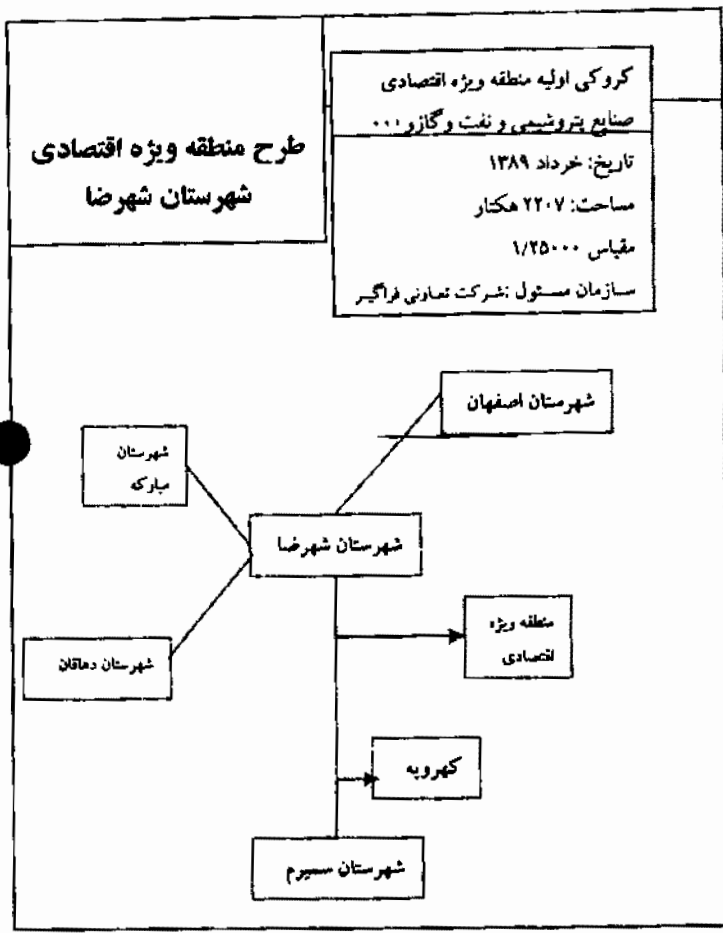 طرح منطقه ویژه اقتصادی
شهرستان شهرضا
کروکی اولیه منطقه ویژه اقتصادی
صنایع پتروشیمی و نفت و گاز و ۰۰۰
تاریخ: خرداد ۱۳۸۹
مساحت: ۲۲۰۷ هکتار
مقیاس ۱/۲۵۰۰۰
سازمان مسئول :شرکت تعاونی فراگیر
شهرستان اصفهان
شهرستان
مبارکه
شهرستان شهرضا
منطقه ویژه
اقتصادی
شهرستان دهاقان
کهرویه
شهرستان سمیرم